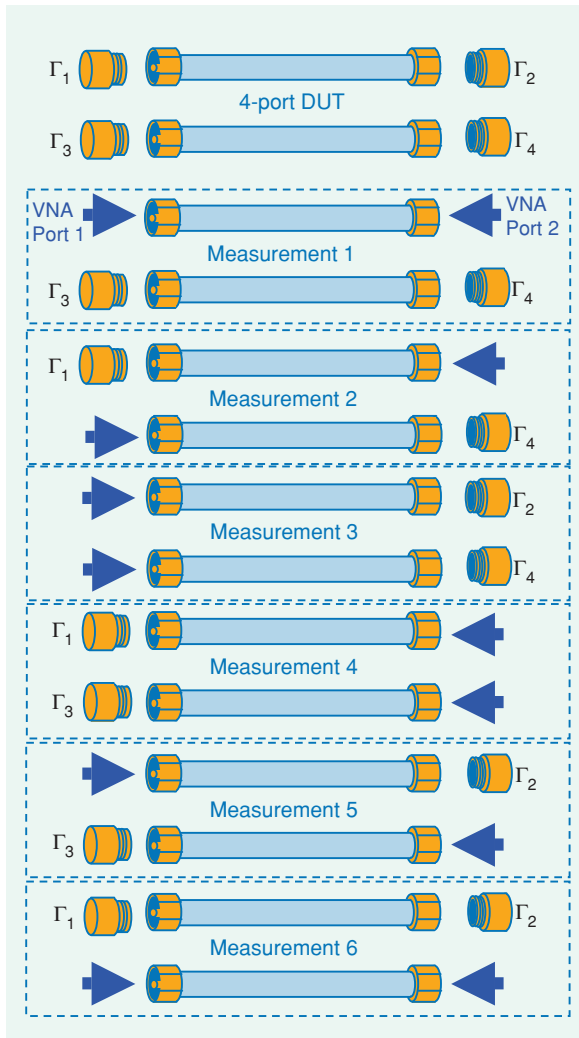 Γ1 Γ2
4-port DUT
Γ3 Γ4
VNA
Port 1
VNA
Port 2
Measurement 1
Γ3 Γ4
Γ1
Measurement 2
Γ4
Γ2
Measurement 3
Γ4
Γ1
Measurement 4
Γ3
Γ2
Measurement 5
Γ3
Γ1 Γ2
Measurement 6